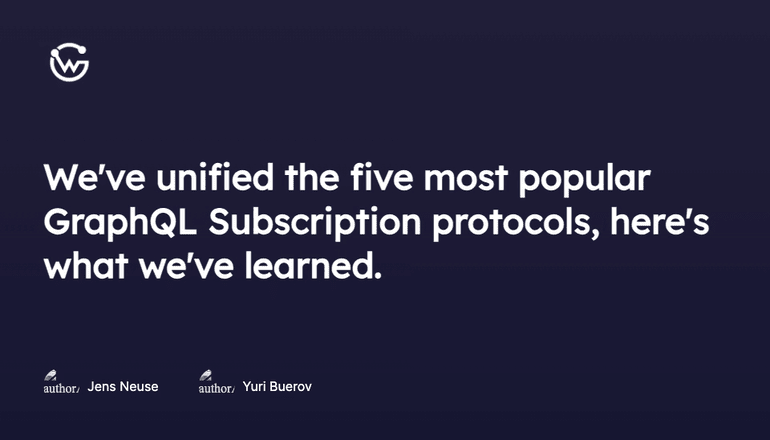 We've unified the five most popular
GraphQL Subscription protocols, here's
what we've learned.
author/ Jens Neuse author/ Yuri Buerov